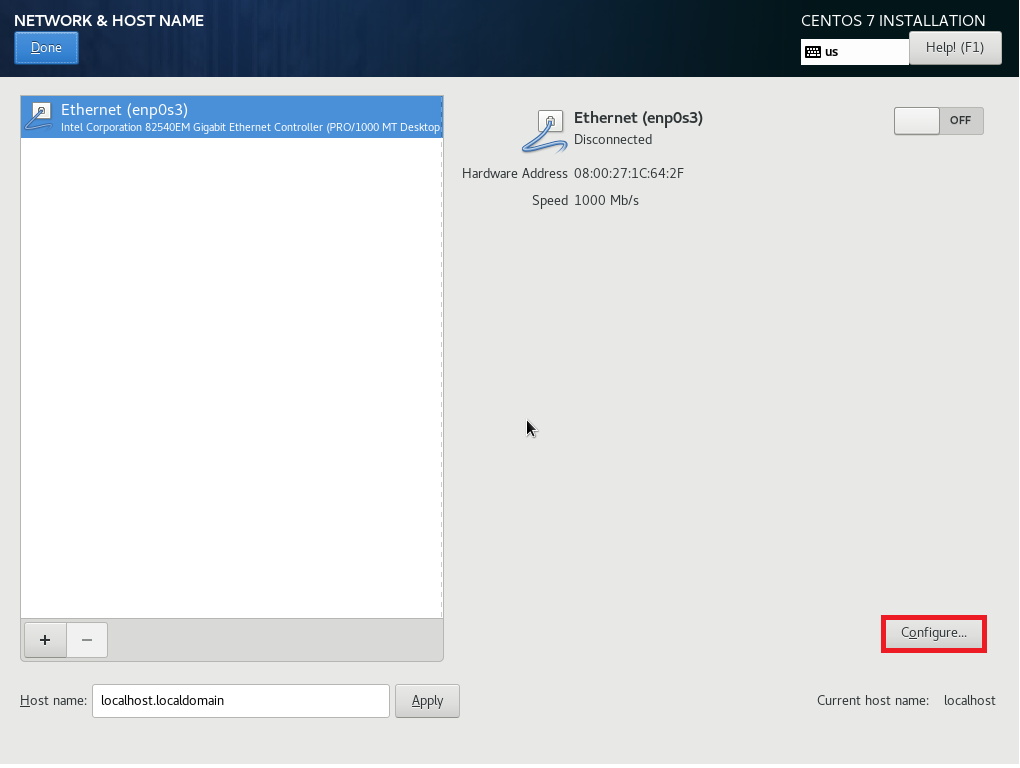 NETWORK & HOST NAME
CENTOS 7 INSTALLATION
Done
us
Help! (F1)
Ethernet (enp0s3)
Intel Corporation 82540EM Gigabit Ethernet Controller (PRO/1000 MT Desktop
Ethernet (enp0s3)
Disconnected
OFF
Hardware Address 08:00:27:1C:64:2F
Speed 1000 Mb/s
+ −
Configure...
Host name: localhost.localdomain Apply
Current host name: localhost